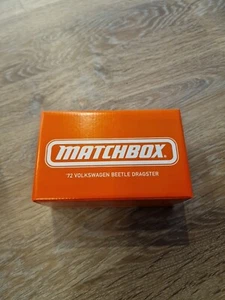 MATCHBOX
'72 VOLKSWAGEN BEETLE DRAGSTER